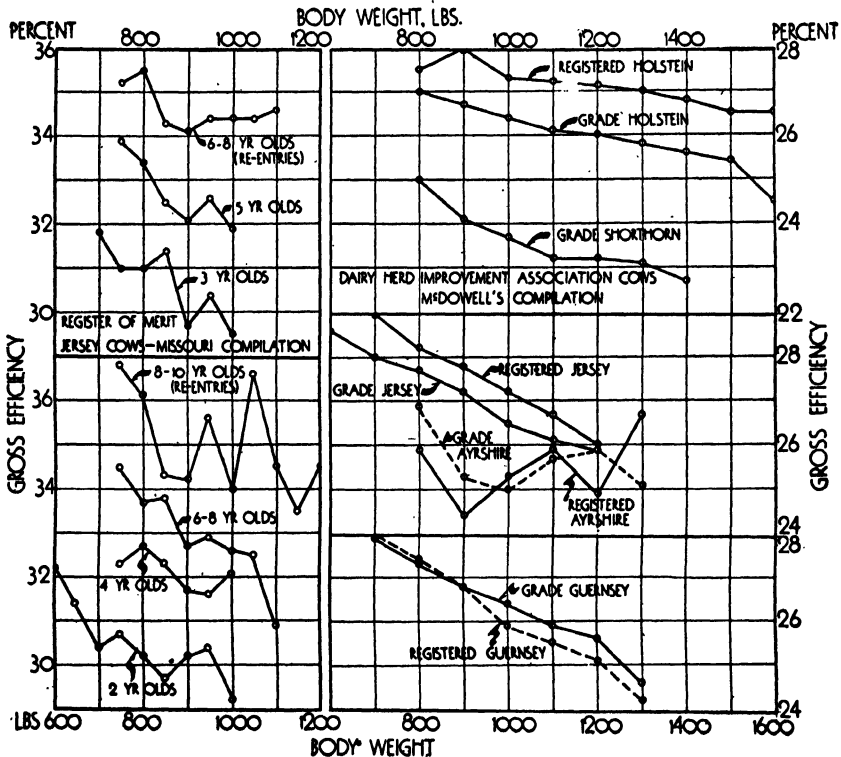 BODY WEIGHT, LBS.
PERCENT
800 1000 1200
800 1000 1200 1400
PERCENT
36
34
32
30
36
34
32
30
28
26
24
22
28
26
24
28
26
24
6-8 YR OLDS
(RE-ENTRIES)
5 YR OLDS
3 YR OLDS
REGISTER OF MERIT
JERSEY COWS-MISSOURI COMPILATION
8-10 YR OLDS
(RE-ENTRIES)
6-8 YR OLDS
4 YR OLDS
2 YR OLDS
REGISTERED HOLSTEIN
GRADE HOLSTEIN
GRADE SHORTHORN
DAIRY HERD IMPROVEMENT ASSOCIATION COWS
McDOWELL'S COMPILATION
REGISTERED JERSEY
GRADE JERSEY
GRADE
AYRSHIRE
REGISTERED
AYRSHIRE
GRADE GUERNSEY
REGISTERED GUERNSEY
GROSS EFFICIENCY
GROSS EFFICIENCY
LBS 600 800 1000 1200
800 1000 1200 1400 1600
BODY WEIGHT